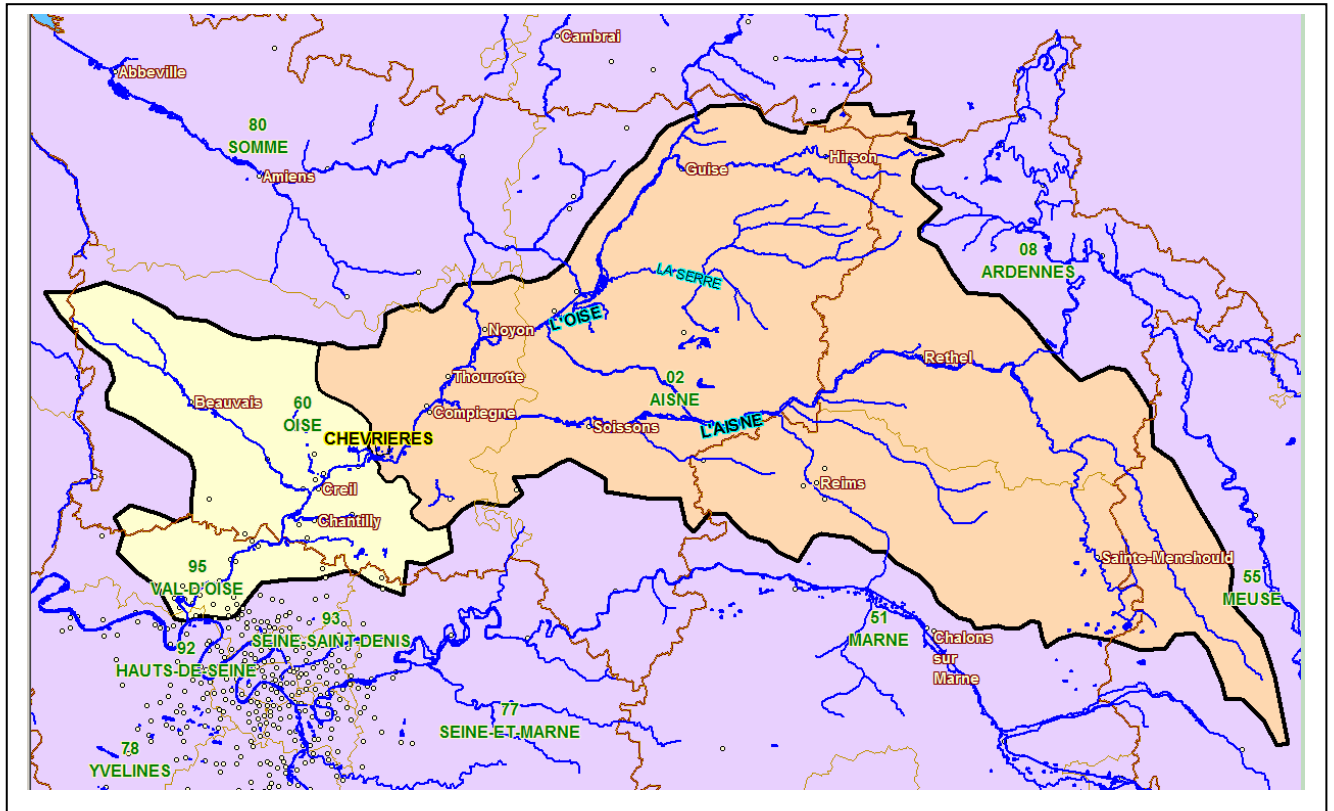 Cambrai
Abbeville
80
SOMME
Amiens
Guise
Hirson
08
ARDENNES
LA SERRE
L'OISE
Noyon
Rethel
Thourotte
02
AISNE
Beauvais
60
OISE
Compiegne
Soissons
L'AISNE
CHEVRIERES
Creil
Reims
Chantilly
Sainte-Menehould
95
VAL-D'OISE
55
MEUSE
93
SEINE-SAINT-DENIS
51
MARNE
92
HAUTS-DE-SEINE
Chalons
sur
Marne
77
SEINE-ET-MARNE
78
YVELINES